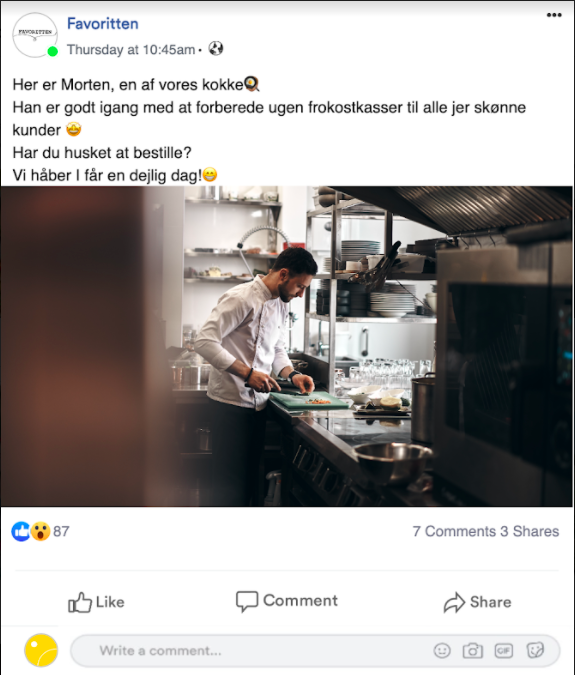 FAVORITTEN
Favoritten
Thursday at 10:45am ·
Her er Morten, en af vores kokke🍳
Han er godt igang med at forberede ugen frokostkasser til alle jer skønne
kunder 🤩
Har du husket at bestille?
Vi håber I får en dejlig dag!😁
87
7 Comments 3 Shares
Like
Comment
Share
Write a comment...
GIF